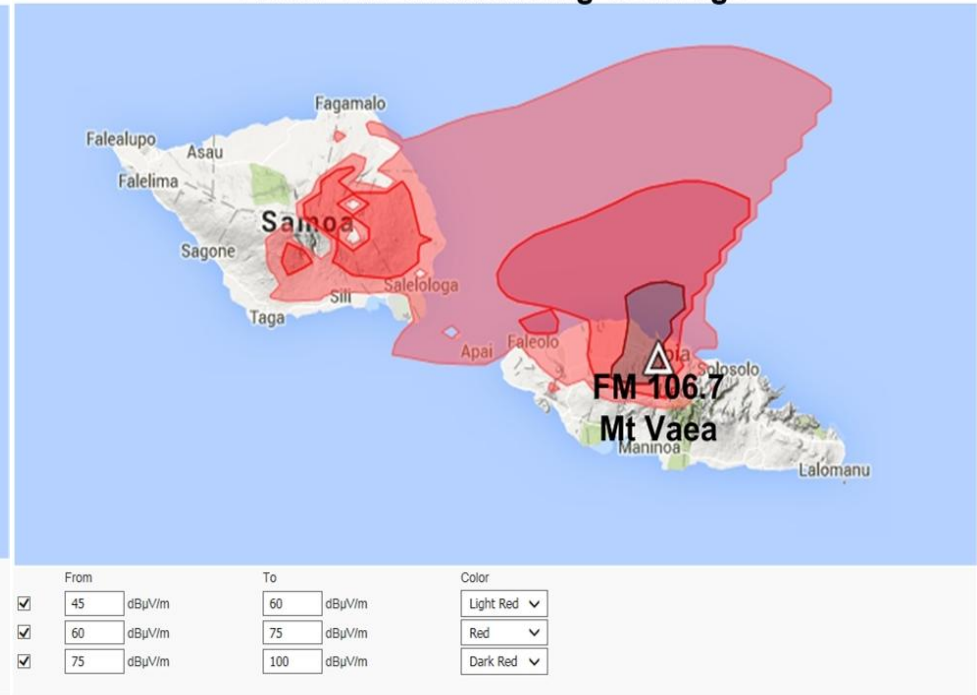 Fagamalo
Falealupo
Asau
Falelima
Samoa
Sagone
Salelologa
Sili
Taga
Faleolo
Apai
Solosolo
FM 106.7
Mt Vaea
Maninoa
Lalomanu
From To Color
45 dBµV/m 60 dBµV/m Light Red
60 dBµV/m 75 dBµV/m Red
75 dBµV/m 100 dBµV/m Dark Red